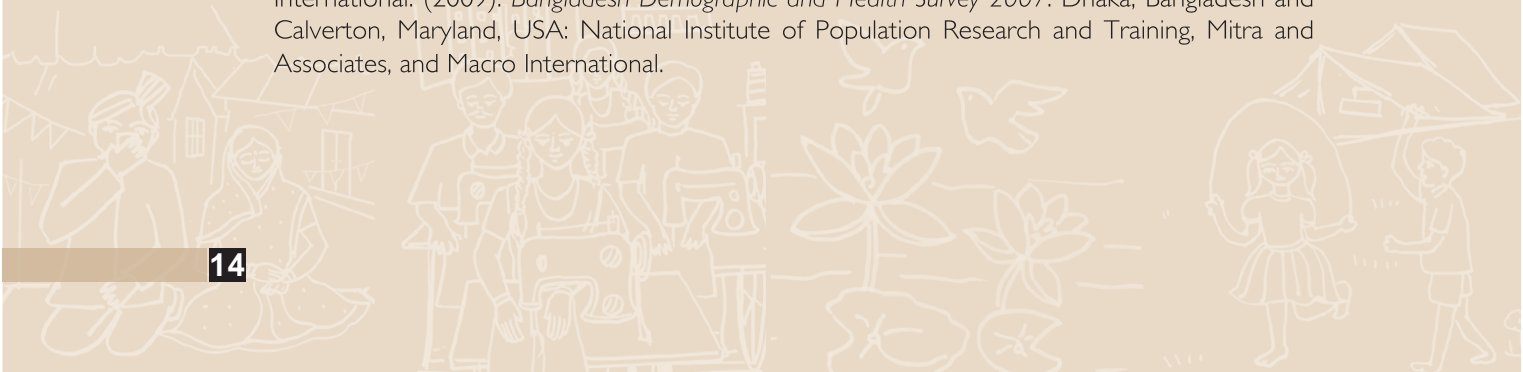 International. (2009). Bangladesh Demographic and Health Survey 2007. Dhaka, Bangladesh and
Calverton, Maryland, USA: National Institute of Population Research and Training, Mitra and
Associates, and Macro International.
14